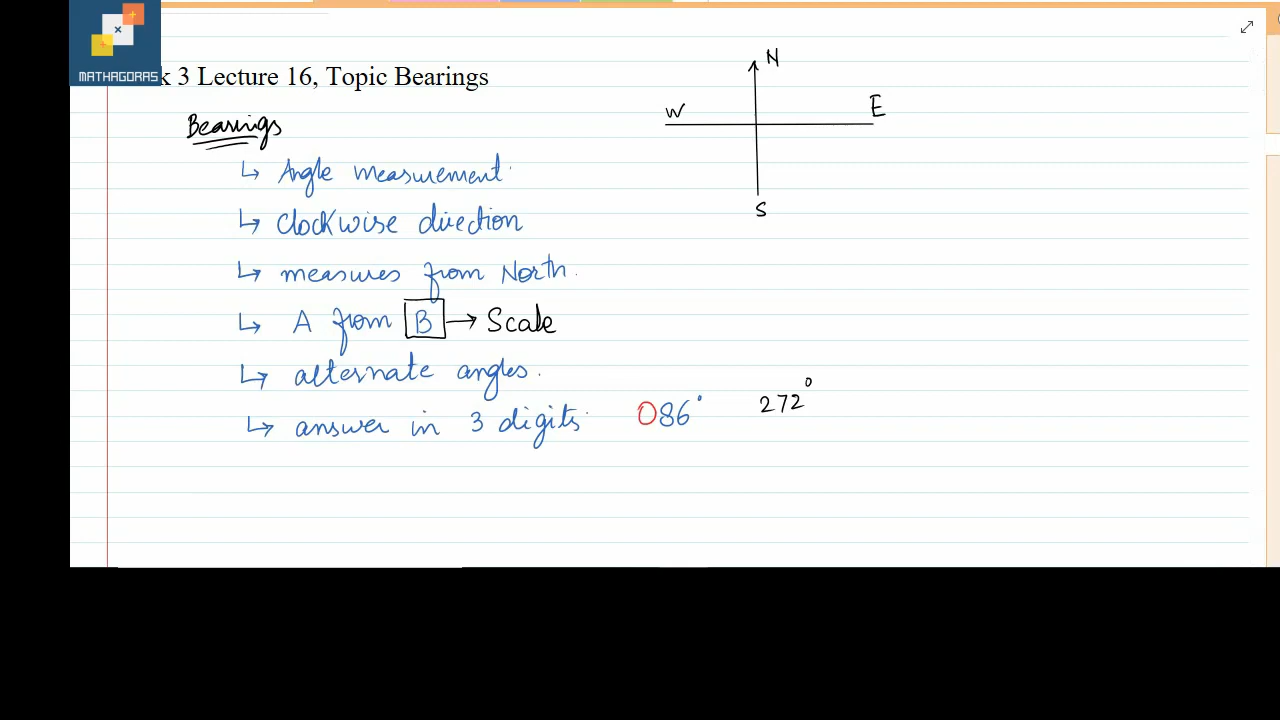 MATHAGORAS
k 3 Lecture 16, Topic Bearings
N
W
E
S
Bearings
↳ Angle measurement.
↳ Clockwise direction
↳ measures from North.
↳ A from B → Scale
↳ alternate angles.
↳ answer in 3 digits. 086° 272°